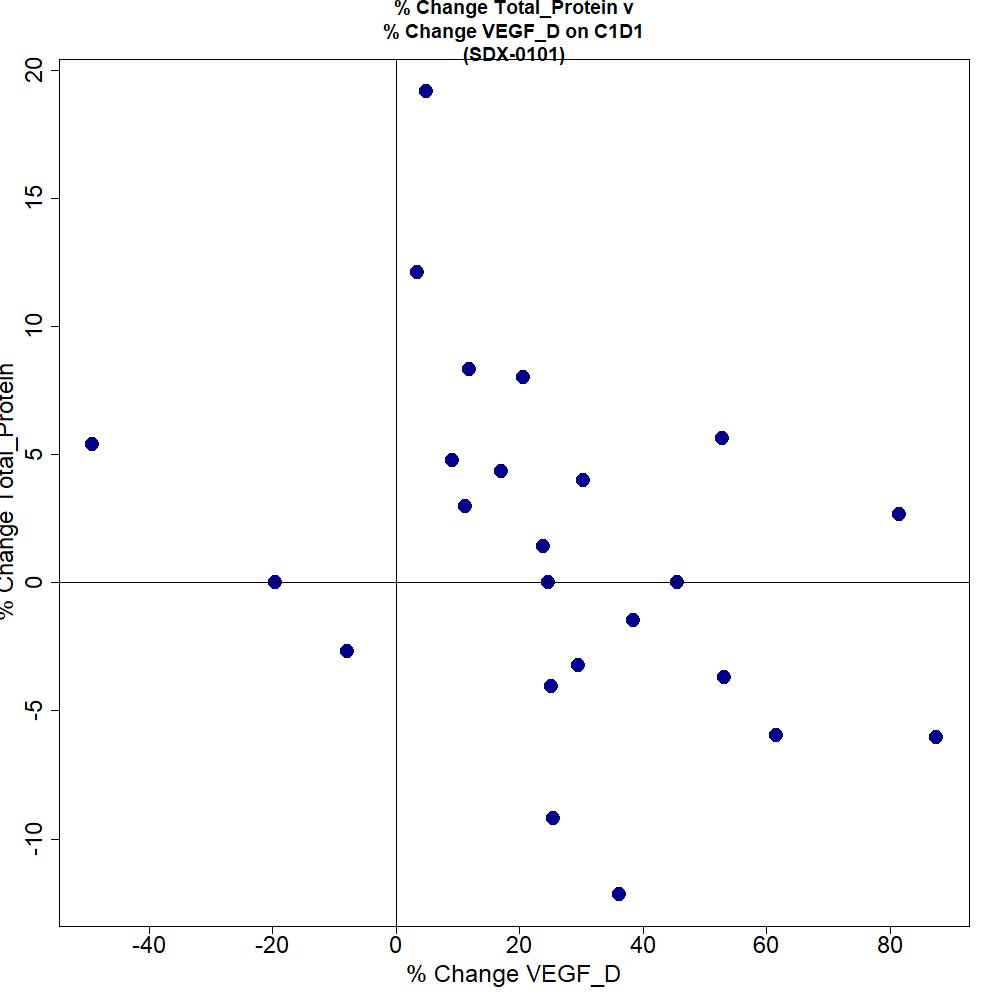 % Change Total_Protein v
% Change VEGF_D on C1D1
(SDX-0101)
% Change Total_Protein
20
15
10
5
0
-5
-10
-40 -20 0 20 40 60 80
% Change VEGF_D